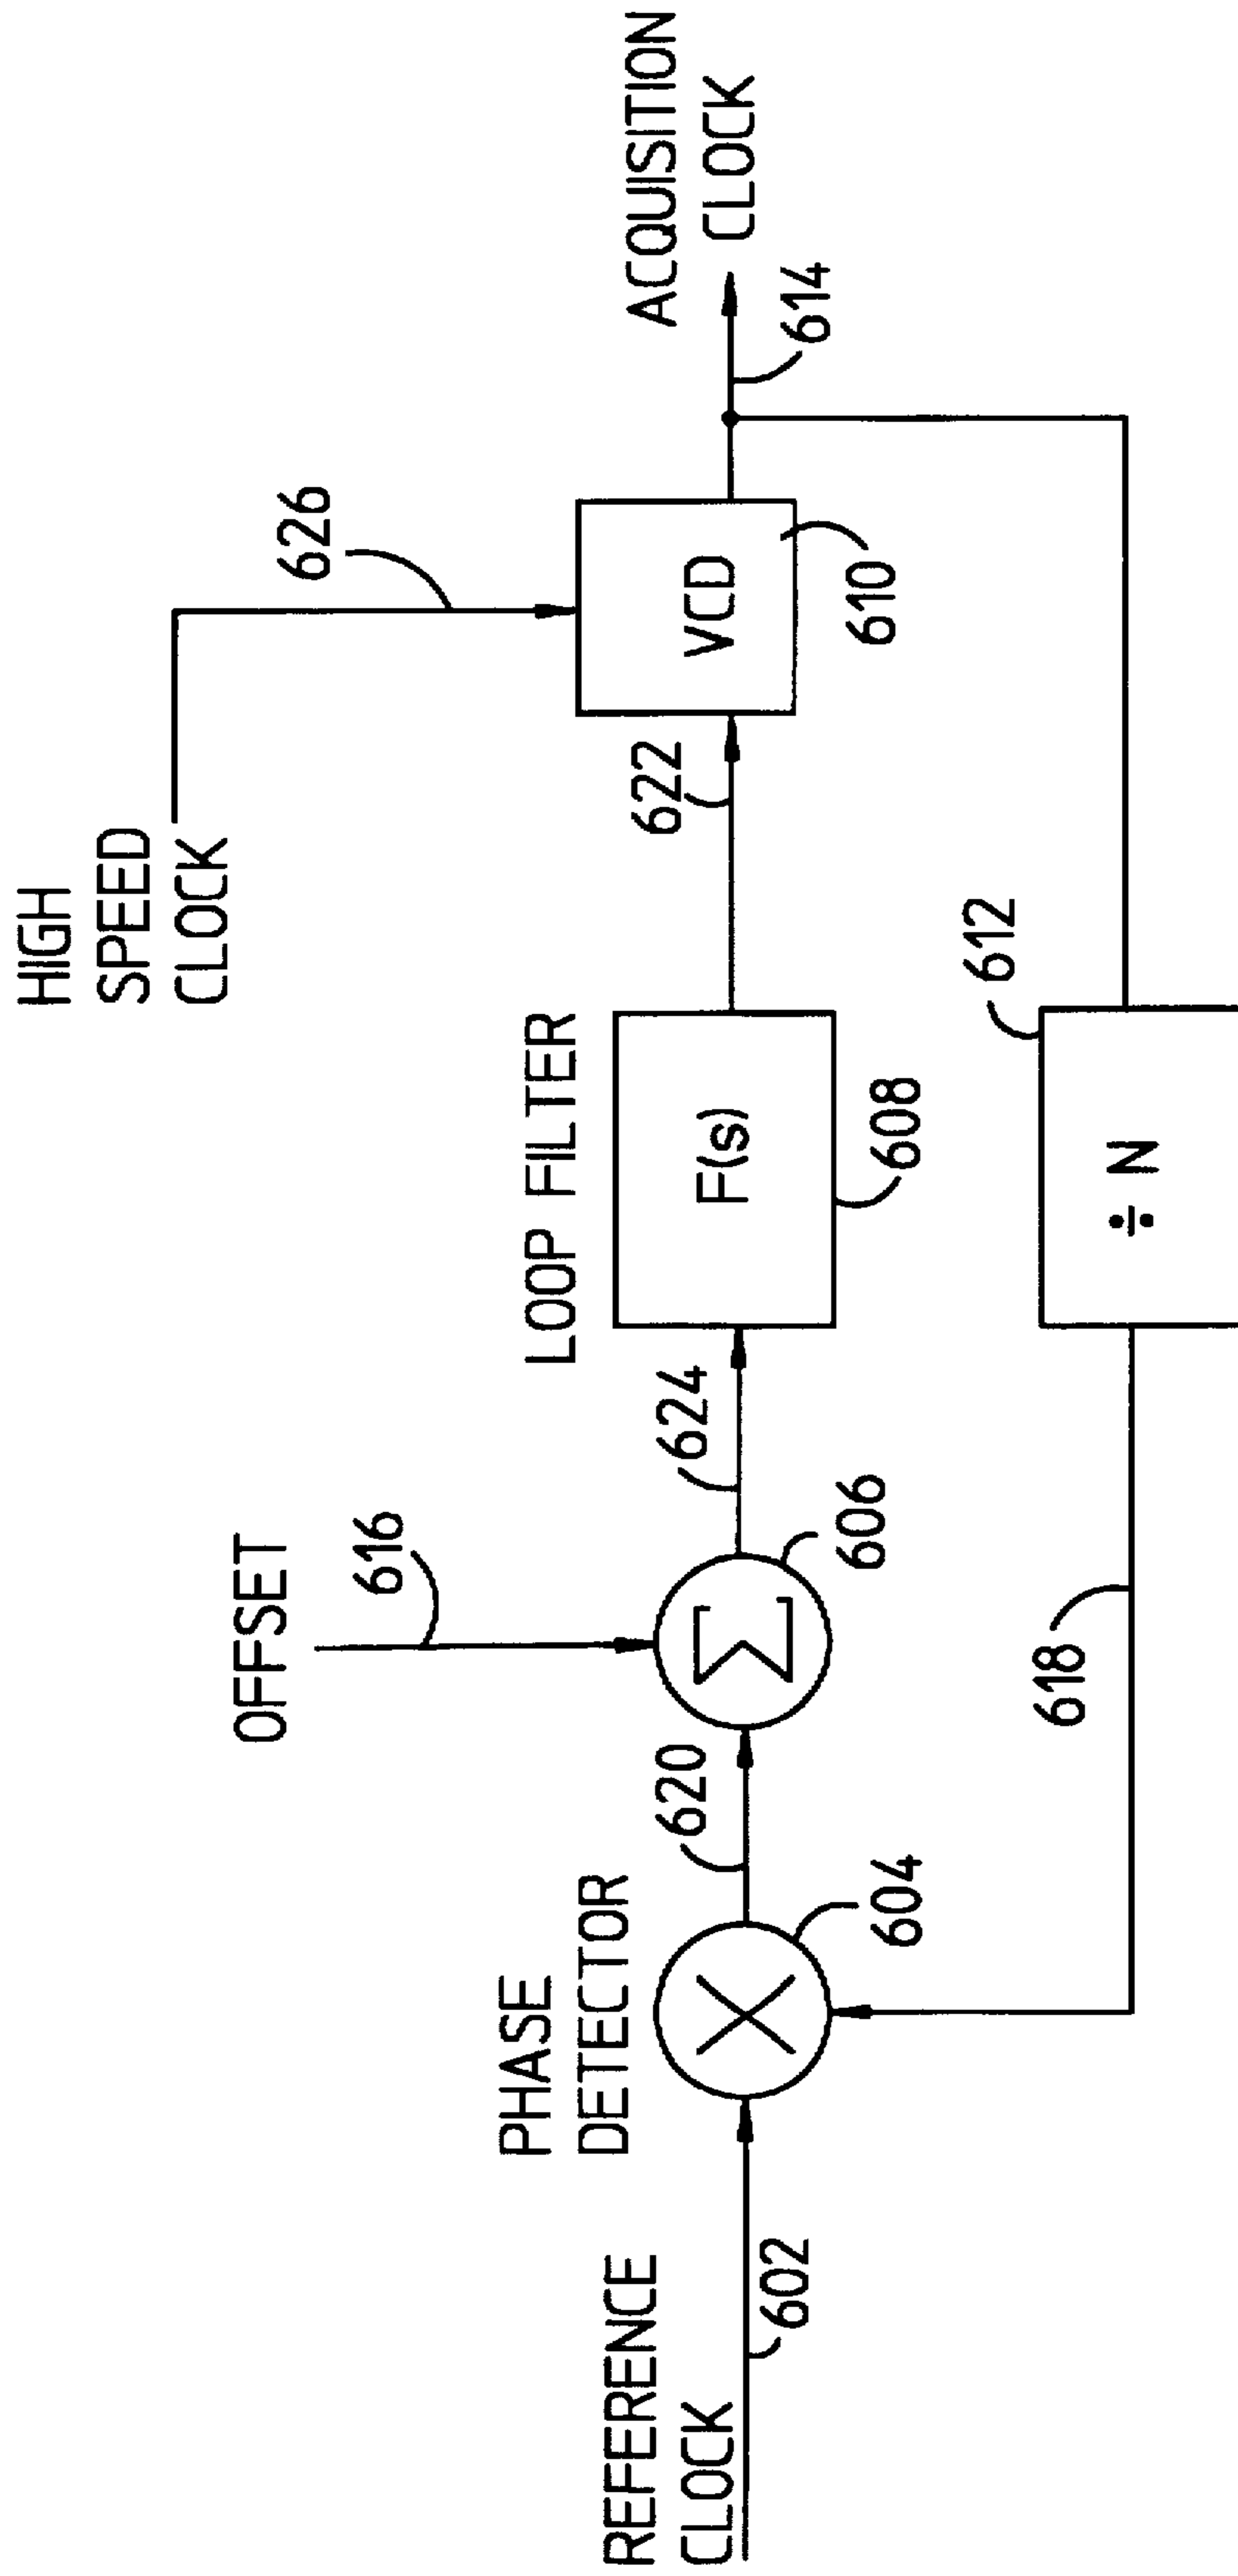 HIGH
SPEED
CLOCK
626
OFFSET
616
LOOP FILTER
ACQUISITION
CLOCK
PHASE
DETECTOR
REFERENCE
CLOCK
602
604
620
Σ
606
624
F(s)
608
622
VCD
610
614
618
÷ N
612